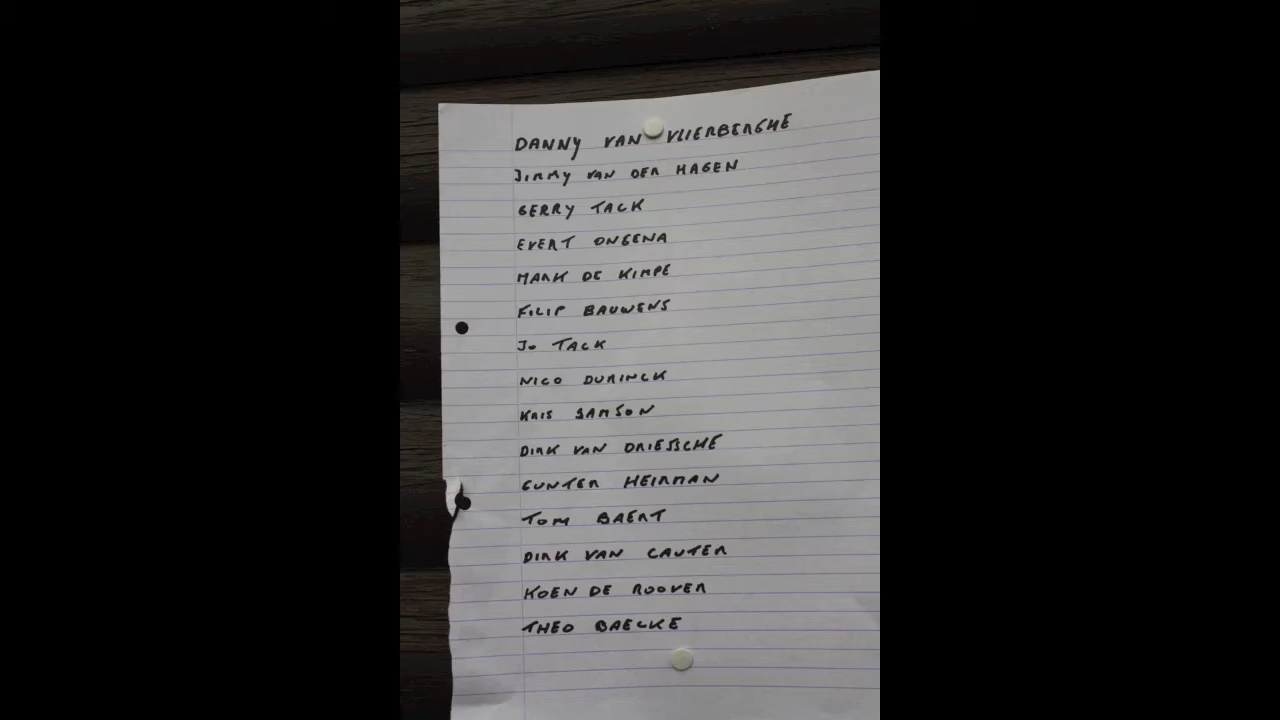 DANNY VAN VLIERBERGHE
JIMMY VAN DER HAGEN
GERRY TACK
EVERT ONGENA
MARK DE KIMPE
FILIP BAUWENS
JO TACK
NICO DURINCK
KRIS SAMSON
DIRK VAN DRIESSCHE
GUNTER HEIRMAN
TOM BAERT
DIRK VAN CAUTER
KOEN DE ROOVER
THEO BAECKE